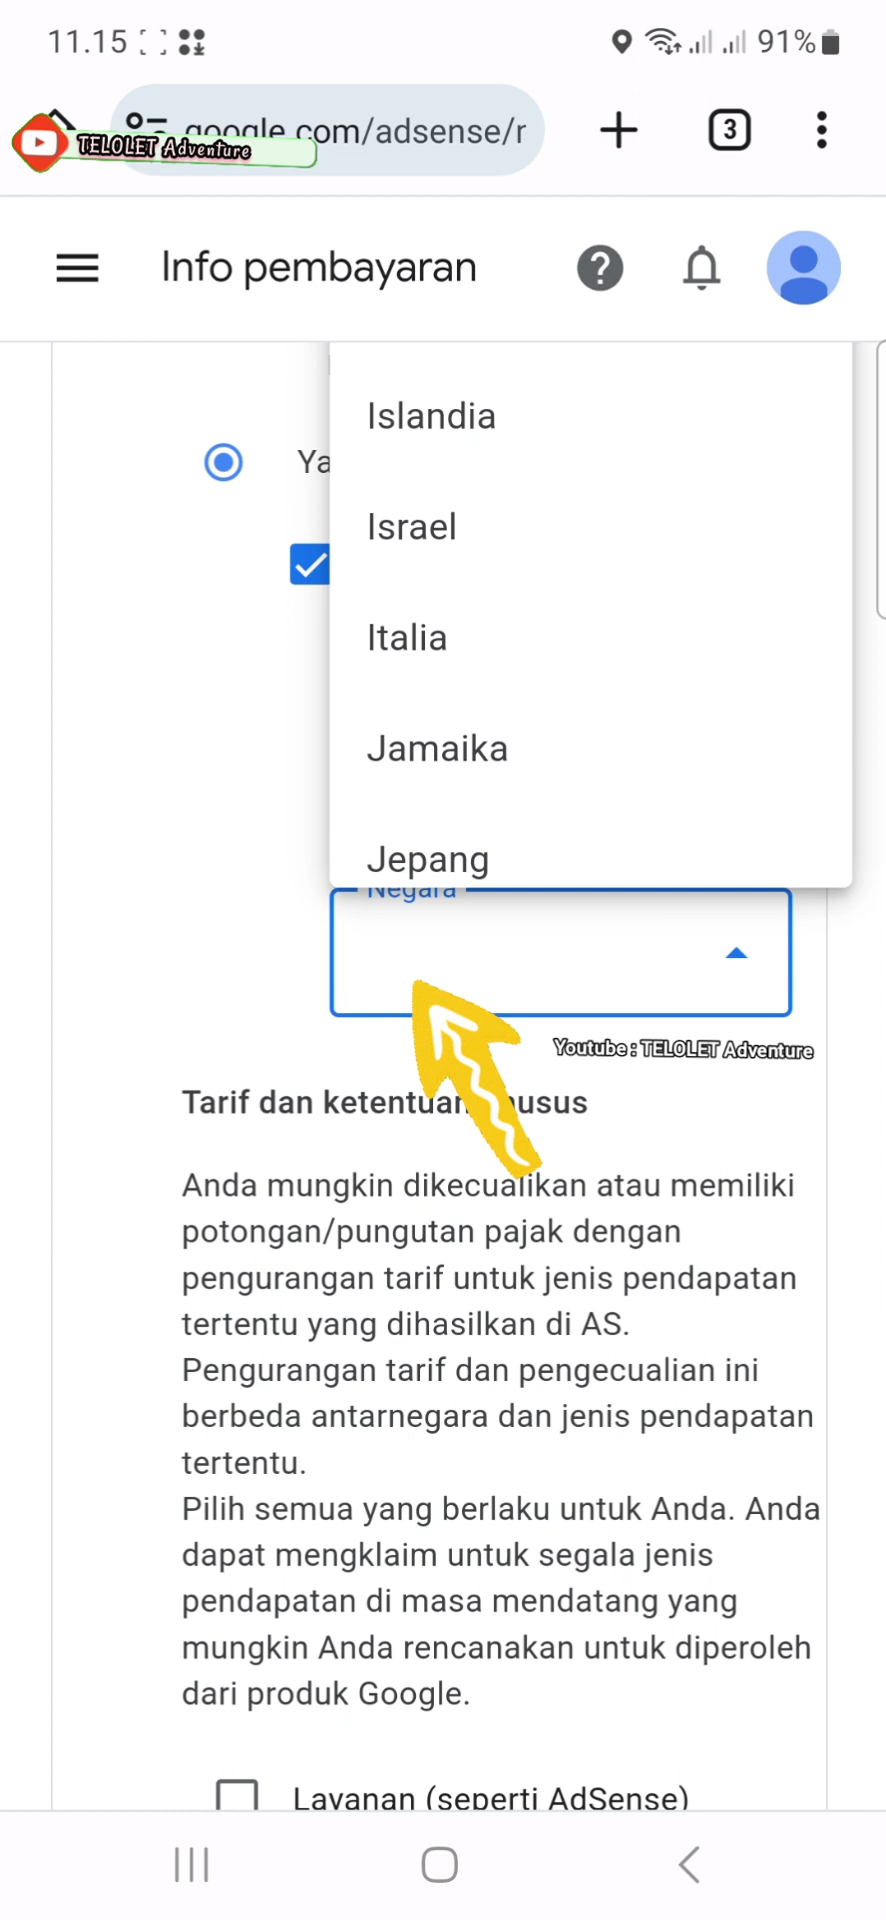 11.15
91%
google.com/adsense/r
3
TELOLET Adventure
Info pembayaran
Islandia
Ya
Israel
Italia
Jamaika
Jepang
Negara
Youtube : TELOLET Adventure
Tarif dan ketentuan usus
Anda mungkin dikecualikan atau memiliki
potongan/pungutan pajak dengan
pengurangan tarif untuk jenis pendapatan
tertentu yang dihasilkan di AS.
Pengurangan tarif dan pengecualian ini
berbeda antarnegara dan jenis pendapatan
tertentu.
Pilih semua yang berlaku untuk Anda. Anda
dapat mengklaim untuk segala jenis
pendapatan di masa mendatang yang
mungkin Anda rencanakan untuk diperoleh
dari produk Google.
Layanan (seperti AdSense)